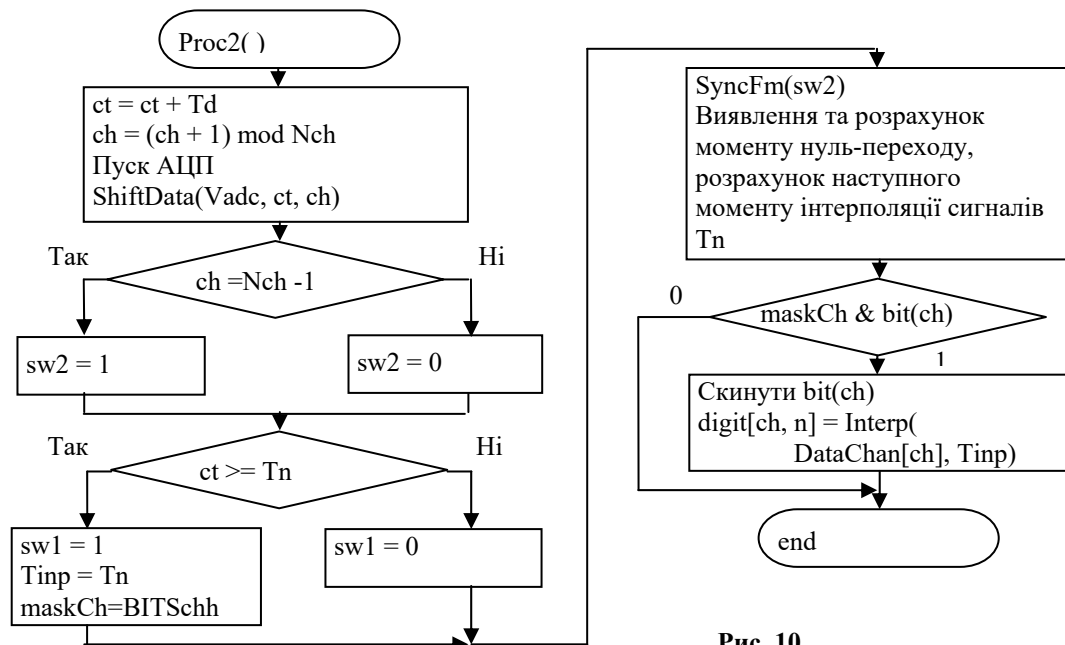 Proc2( )
ct = ct + Td
ch = (ch + 1) mod Nch
Пуск АЦП
ShiftData(Vadc, ct, ch)
Так
Ні
ch =Nch -1
sw2 = 1
sw2 = 0
Так
Ні
ct >= Tn
sw1 = 1
Tinp = Tn
maskCh=BITSchh
sw1 = 0
SyncFm(sw2)
Виявлення та розрахунок
моменту нуль-переходу,
розрахунок наступного
моменту інтерполяції сигналів
Tn
0
maskCh & bit(ch)
1
Скинути bit(ch)
digit[ch, n] = Interp(
DataChan[ch], Tinp)
end
Рис. 10